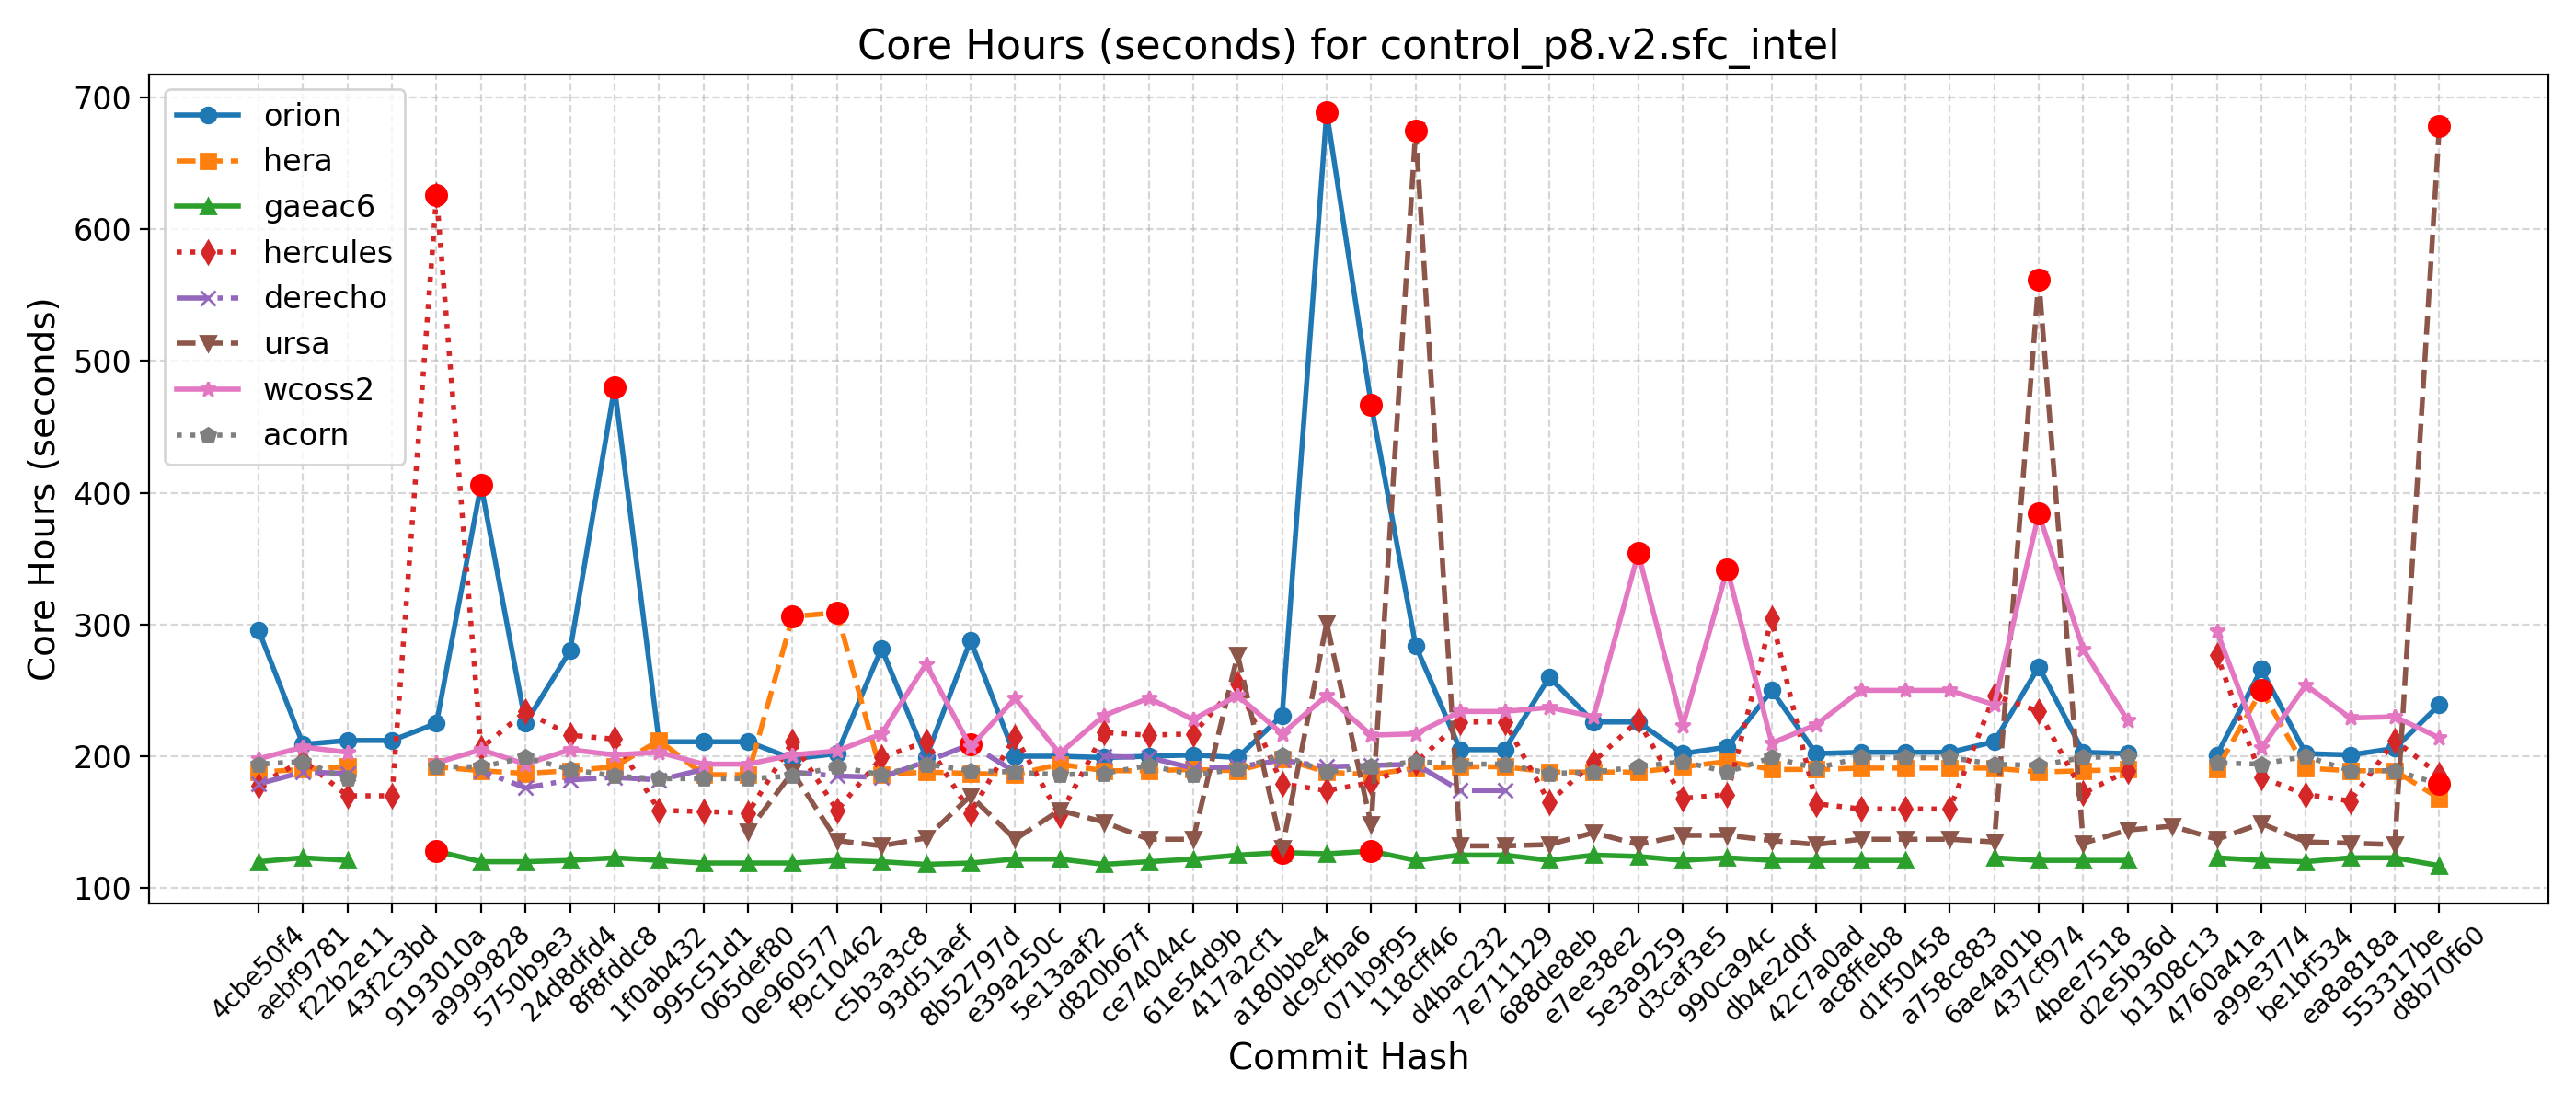 Core Hours (seconds) for control_p8.v2.sfc_intel
Core Hours (seconds)
700
600
500
400
300
200
100
orion
hera
gaeac6
hercules
derecho
ursa
wcoss2
acorn
4cbe50f4
aebf9781
f22b2e11
43f2c3bd
9193010a
a9999828
5750b9e3
24d8dfd4
8f8fddc8
1f0ab432
995c51d1
065def80
0e960577
f9c10462
c5b3a3c8
93d51aef
8b52797d
e39a250c
5e13aaf2
d820b67f
ce74044c
61e54d9b
417a2cf1
a180bbe4
dc9cfba6
071b9f95
118cff46
d4bac232
7e711129
688de8eb
e7ee38e2
5e3a9259
d3caf3e5
990ca94c
db4e2d0f
42c7a0ad
ac8ffeb8
d1f50458
a758c883
6ae4a01b
437cf974
4bee7518
d2e5b36d
b1308c13
4760a41a
a99e3774
be1bf534
ea8a818a
553317be
d8b70f60
Commit Hash